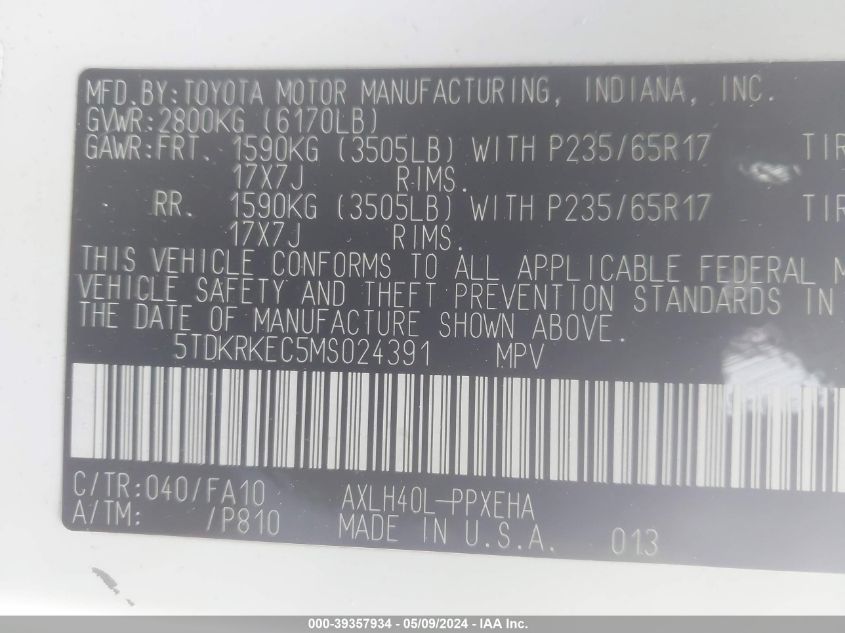 MFD.BY:TOYOTA MOTOR MANUFACTURING, INDIANA, INC.
GVWR:2800KG (6170LB)
GAWR:FRT. 1590KG (3505LB) WITH P235/65R17 TIR
17X7J RIMS.
RR. 1590KG (3505LB) WITH P235/65R17 TIR
17X7J RIMS.
THIS VEHICLE CONFORMS TO ALL APPLICABLE FEDERAL M
VEHICLE SAFETY AND THEFT PREVENTION STANDARDS IN
THE DATE OF MANUFACTURE SHOWN ABOVE.
5TDKRKEC5MS024391 MPV
C/TR:040/FA10 AXLH40L-PPXEHA
A/TM: /P810 MADE IN U.S.A. 013
000-39357934 - 05/09/2024 - IAA Inc.